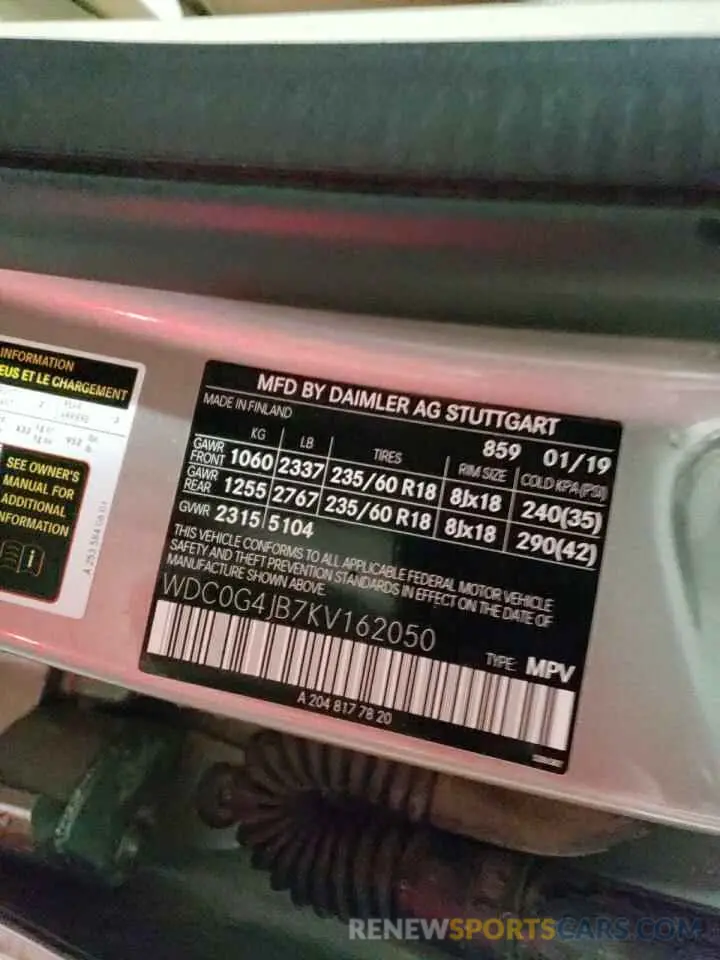 INFORMATION
EUS ET LE CHARGEMENT
SEE OWNER'S
MANUAL FOR
ADDITIONAL
INFORMATION
A 253 584 08 01
MFD BY DAIMLER AG STUTTGART
MADE IN FINLAND
859 01/19
KG LB TIRES RIM SIZE COLD KPA(PSI)
GAWR FRONT 1060 2337 235/60 R18 8Jx18 240(35)
GAWR REAR 1255 2767 235/60 R18 8Jx18 290(42)
GVWR 2315 5104
THIS VEHICLE CONFORMS TO ALL APPLICABLE FEDERAL MOTOR VEHICLE
SAFETY AND THEFT PREVENTION STANDARDS IN EFFECT ON THE DATE OF
MANUFACTURE SHOWN ABOVE.
WDC0G4JB7KV162050
TYPE: MPV
A 204 817 78 20
RENEWSPORTSCARS.COM